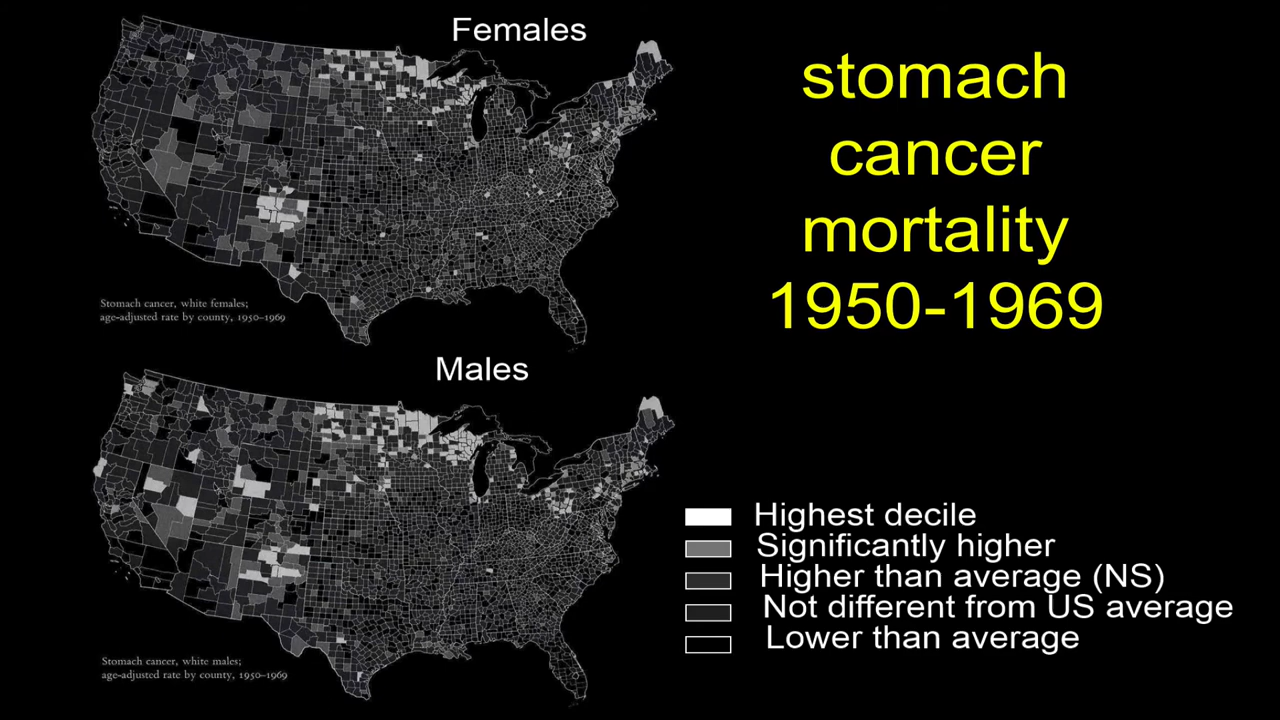 Females
stomach
cancer
mortality
1950-1969
Stomach cancer, white females;
age-adjusted rate by county, 1950–1969
Males
Highest decile
Significantly higher
Higher than average (NS)
Not different from US average
Lower than average
Stomach cancer, white males;
age-adjusted rate by county, 1950–1969